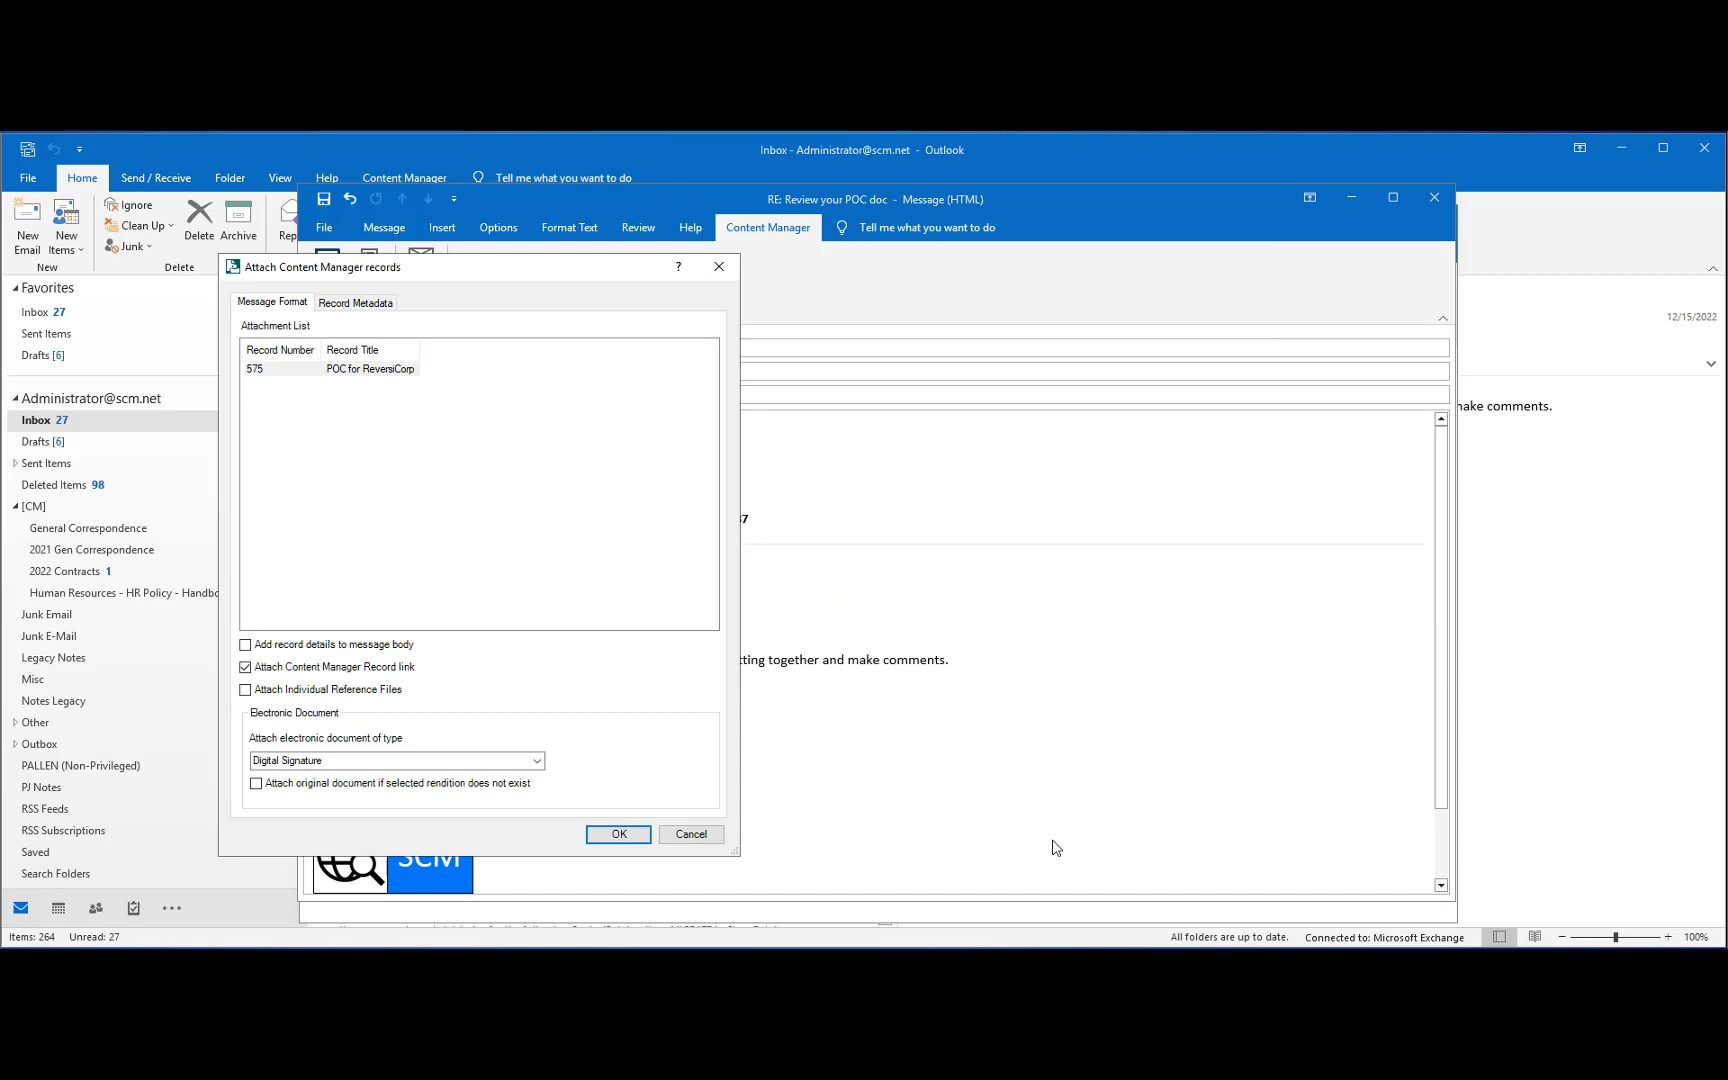 Inbox - Administrator@scm.net - Outlook
File Home Send / Receive Folder View Help Content Manager Tell me what you want to do
New Email
New Items
Ignore
Clean Up
Junk
Delete
Archive
Rep
New
Delete
RE: Review your POC doc - Message (HTML)
File Message Insert Options Format Text Review Help Content Manager Tell me what you want to do
Favorites
Inbox 27
Sent Items
Drafts [6]
Administrator@scm.net
Inbox 27
Drafts [6]
Sent Items
Deleted Items 98
[CM]
General Correspondence
2021 Gen Correspondence
2022 Contracts 1
Human Resources - HR Policy - Handbo
Junk Email
Junk E-Mail
Legacy Notes
Misc
Notes Legacy
Other
Outbox
PALLEN (Non-Privileged)
PJ Notes
RSS Feeds
RSS Subscriptions
Saved
Search Folders
Attach Content Manager records ?
Message Format Record Metadata
Attachment List
Record Number Record Title
575 POC for ReversiCorp
Add record details to message body
Attach Content Manager Record link
Attach Individual Reference Files
Electronic Document
Attach electronic document of type
Digital Signature
Attach original document if selected rendition does not exist
OK Cancel
37
tting together and make comments.
SCM
12/15/2022
make comments.
Items: 264 Unread: 27
All folders are up to date. Connected to: Microsoft Exchange 100%